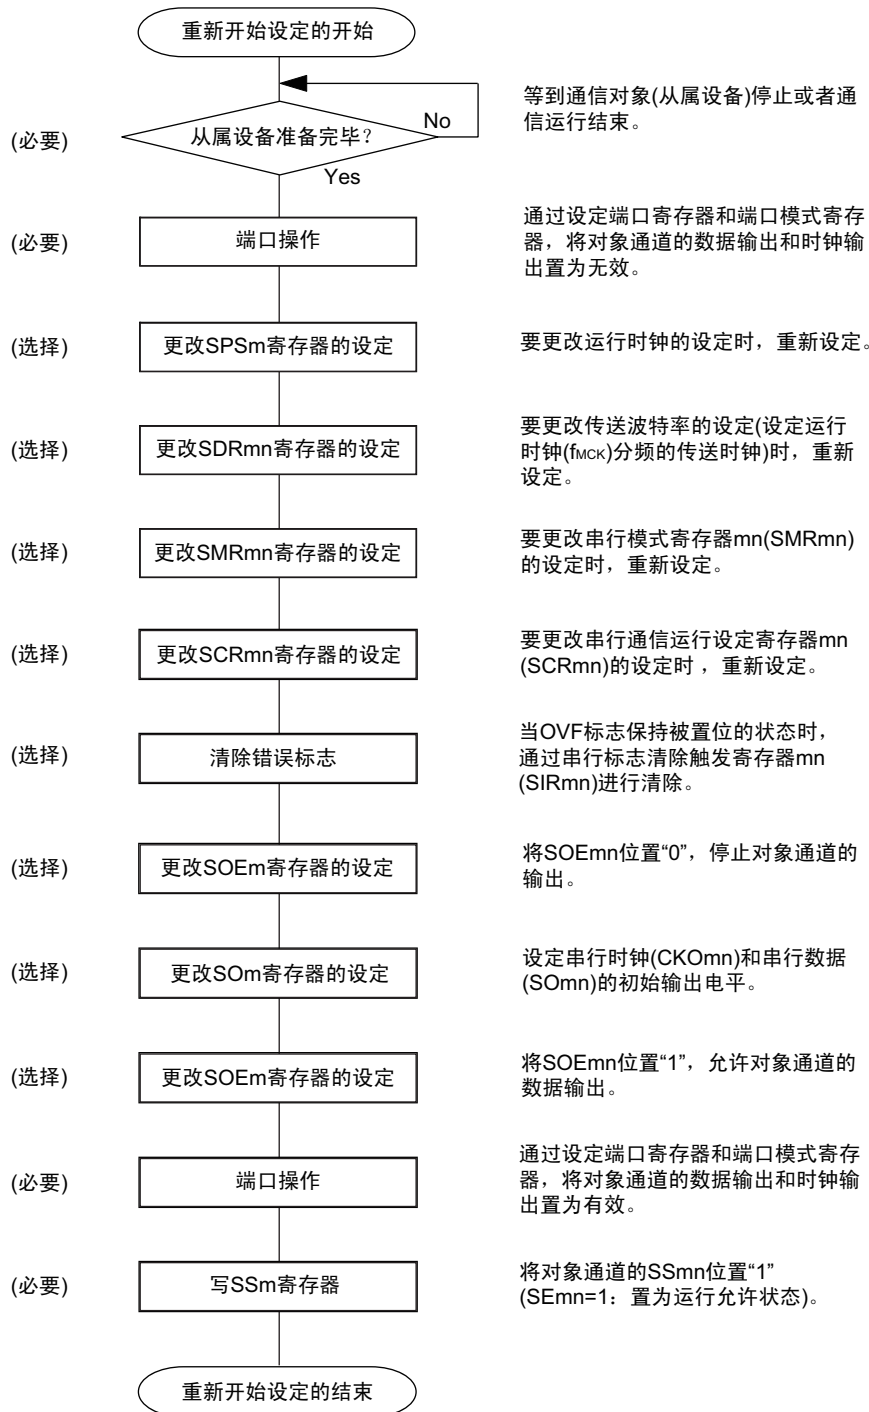 重新开始设定的开始
等到通信对象(从属设备)停止或者通
信运行结束。
(必要)
从属设备准备完毕？
No
Yes
(必要)
端口操作
通过设定端口寄存器和端口模式寄存
器，将对象通道的数据输出和时钟输
出置为无效。
(选择)
更改SPSm寄存器的设定
要更改运行时钟的设定时，重新设定。
(选择)
更改SDRmn寄存器的设定
要更改传送波特率的设定(设定运行
时钟(fMCK)分频的传送时钟)时，重新
设定。
(选择)
更改SMRmn寄存器的设定
要更改串行模式寄存器mn(SMRmn)
的设定时，重新设定。
(选择)
更改SCRmn寄存器的设定
要更改串行通信运行设定寄存器mn
(SCRmn)的设定时 ，重新设定。
(选择)
清除错误标志
当OVF标志保持被置位的状态时，
通过串行标志清除触发寄存器mn
(SIRmn)进行清除。
(选择)
更改SOEm寄存器的设定
将SOEmn位置“0”，停止对象通道的
输出。
(选择)
更改SOm寄存器的设定
设定串行时钟(CKOmn)和串行数据
(SOmn)的初始输出电平。
(选择)
更改SOEm寄存器的设定
将SOEmn位置“1”，允许对象通道的
数据输出。
(必要)
端口操作
通过设定端口寄存器和端口模式寄存
器，将对象通道的数据输出和时钟输
出置为有效。
(必要)
写SSm寄存器
将对象通道的SSmn位置“1”
(SEmn=1：置为运行允许状态)。
重新开始设定的结束